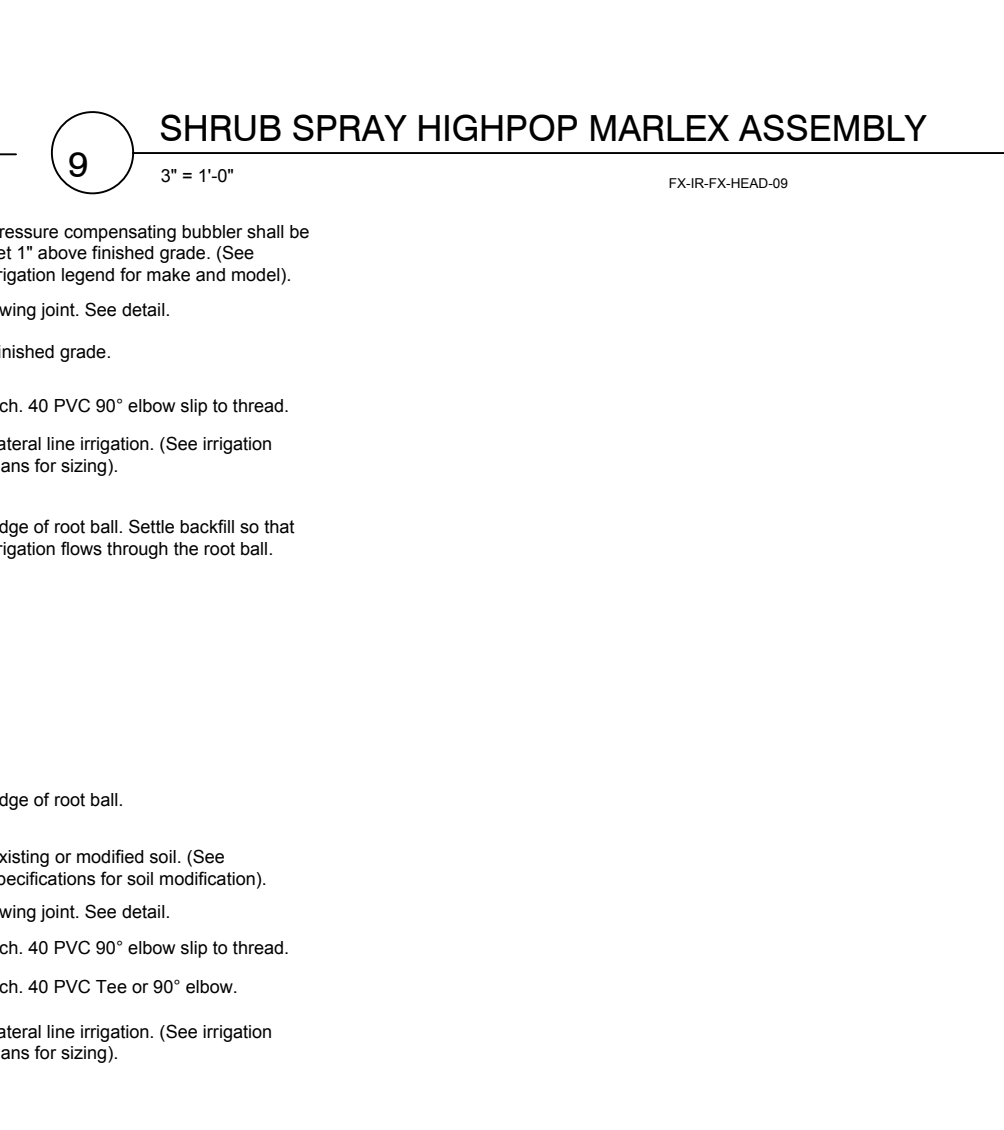 SHRUB SPRAY HIGHPOP MARLEX ASSEMBLY
9
3" = 1'-0"
FX-IR-FX-HEAD-09
ressure compensating bubbler shall be
et 1" above finished grade. (See
rigation legend for make and model).
wing joint. See detail.
inished grade.
ch. 40 PVC 90° elbow slip to thread.
ateral line irrigation. (See irrigation
ans for sizing).
dge of root ball. Settle backfill so that
rigation flows through the root ball.
dge of root ball.
xisting or modified soil. (See
pecifications for soil modification).
wing joint. See detail.
ch. 40 PVC 90° elbow slip to thread.
ch. 40 PVC Tee or 90° elbow.
ateral line irrigation. (See irrigation
ans for sizing).